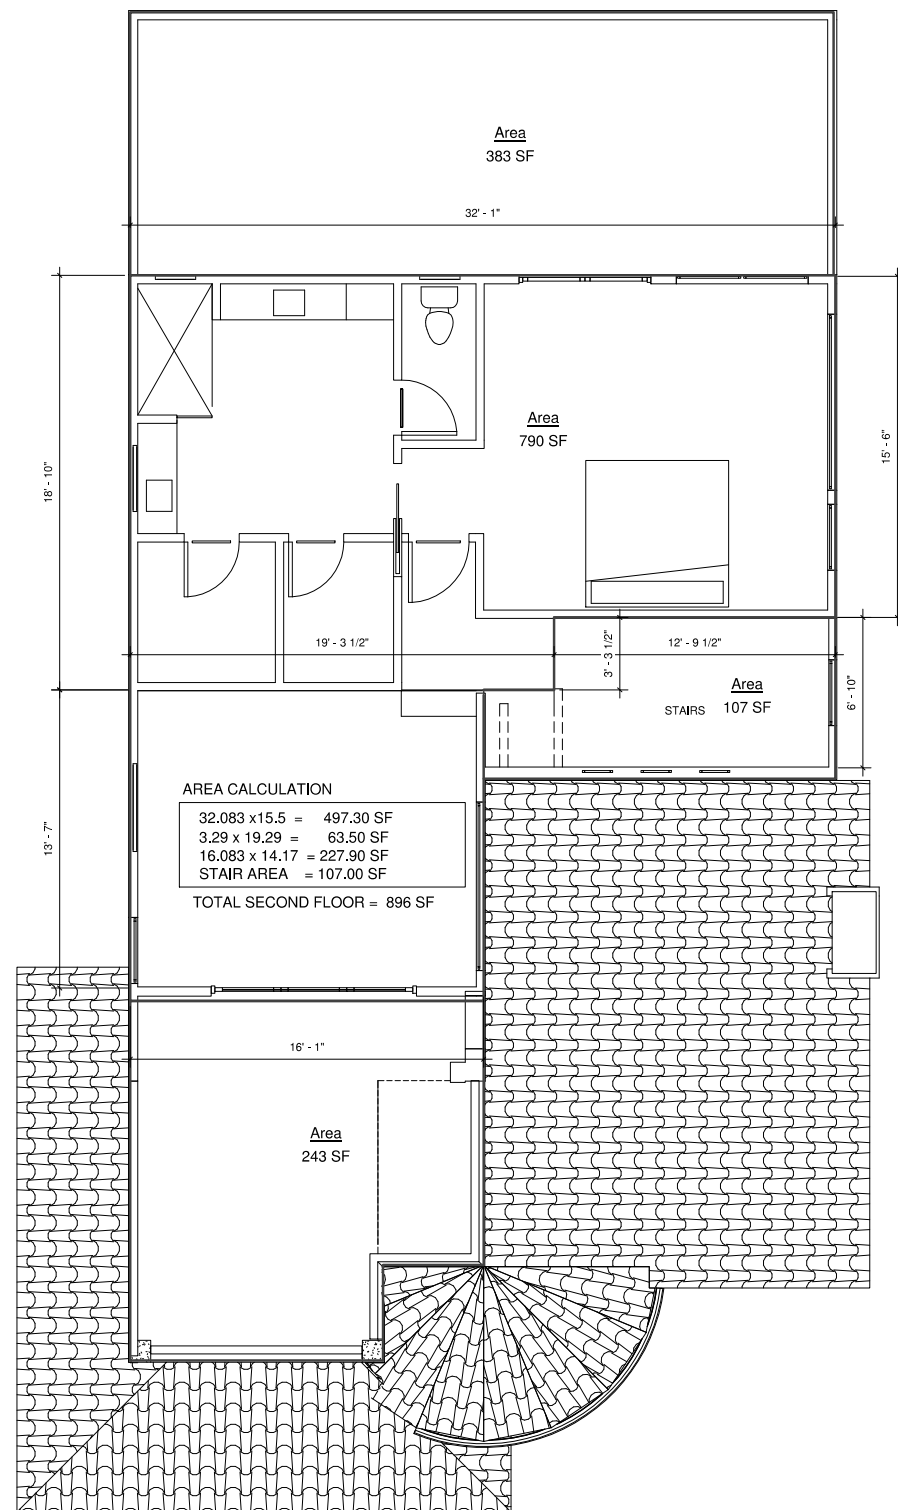 Area
383 SF
32' - 1"
Area
790 SF
15' - 6"
18' - 10"
19' - 3 1/2"
3' - 3 1/2"
12' - 9 1/2"
Area
STAIRS 107 SF
6' - 10"
AREA CALCULATION
32.083 x15.5 = 497.30 SF
3.29 x 19.29 = 63.50 SF
16.083 x 14.17 = 227.90 SF
STAIR AREA = 107.00 SF
TOTAL SECOND FLOOR = 896 SF
13' - 7"
16' - 1"
Area
243 SF